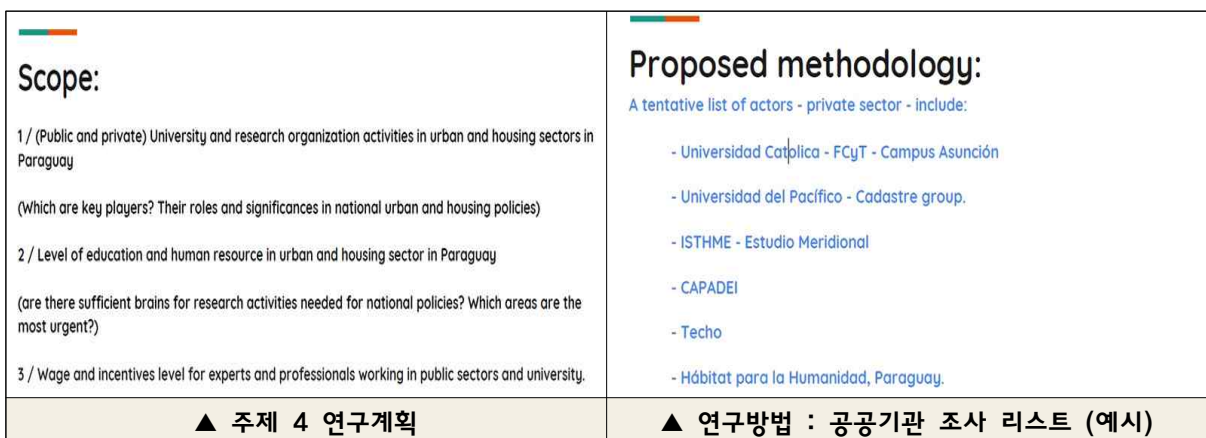 Scope:
1 / (Public and private) University and research organization activities in urban and housing sectors in
Paraguay
(Which are key players? Their roles and significances in national urban and housing policies)
2 / Level of education and human resource in urban and housing sector in Paraguay
(are there sufficient brains for research activities needed for national policies? Which areas are the
most urgent?)
3 / Wage and incentives level for experts and professionals working in public sectors and university.
▲ 주제 4 연구계획
Proposed methodology:
A tentative list of actors - private sector - include:
- Universidad Catolica - FCyT - Campus Asunción
- Universidad del Pacífico - Cadastre group.
- ISTHME - Estudio Meridional
- CAPADEI
- Techo
- Hábitat para la Humanidad, Paraguay.
▲ 연구방법 : 공공기관 조사 리스트 (예시)